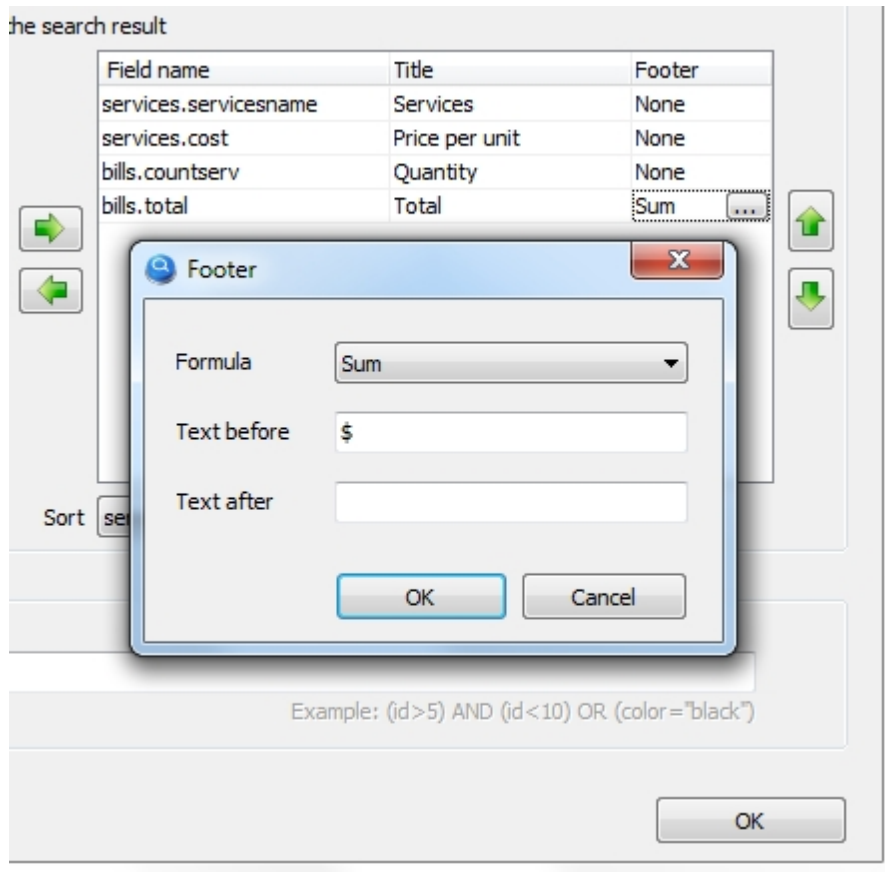 the search result
Field name Title Footer
services.servicesname Services None
services.cost Price per unit None
bills.countserv Quantity None
bills.total Total Sum ...
Footer
Formula Sum
Text before $
Text after
Sort
OK Cancel
Example: (id>5) AND (id<10) OR (color="black")
OK